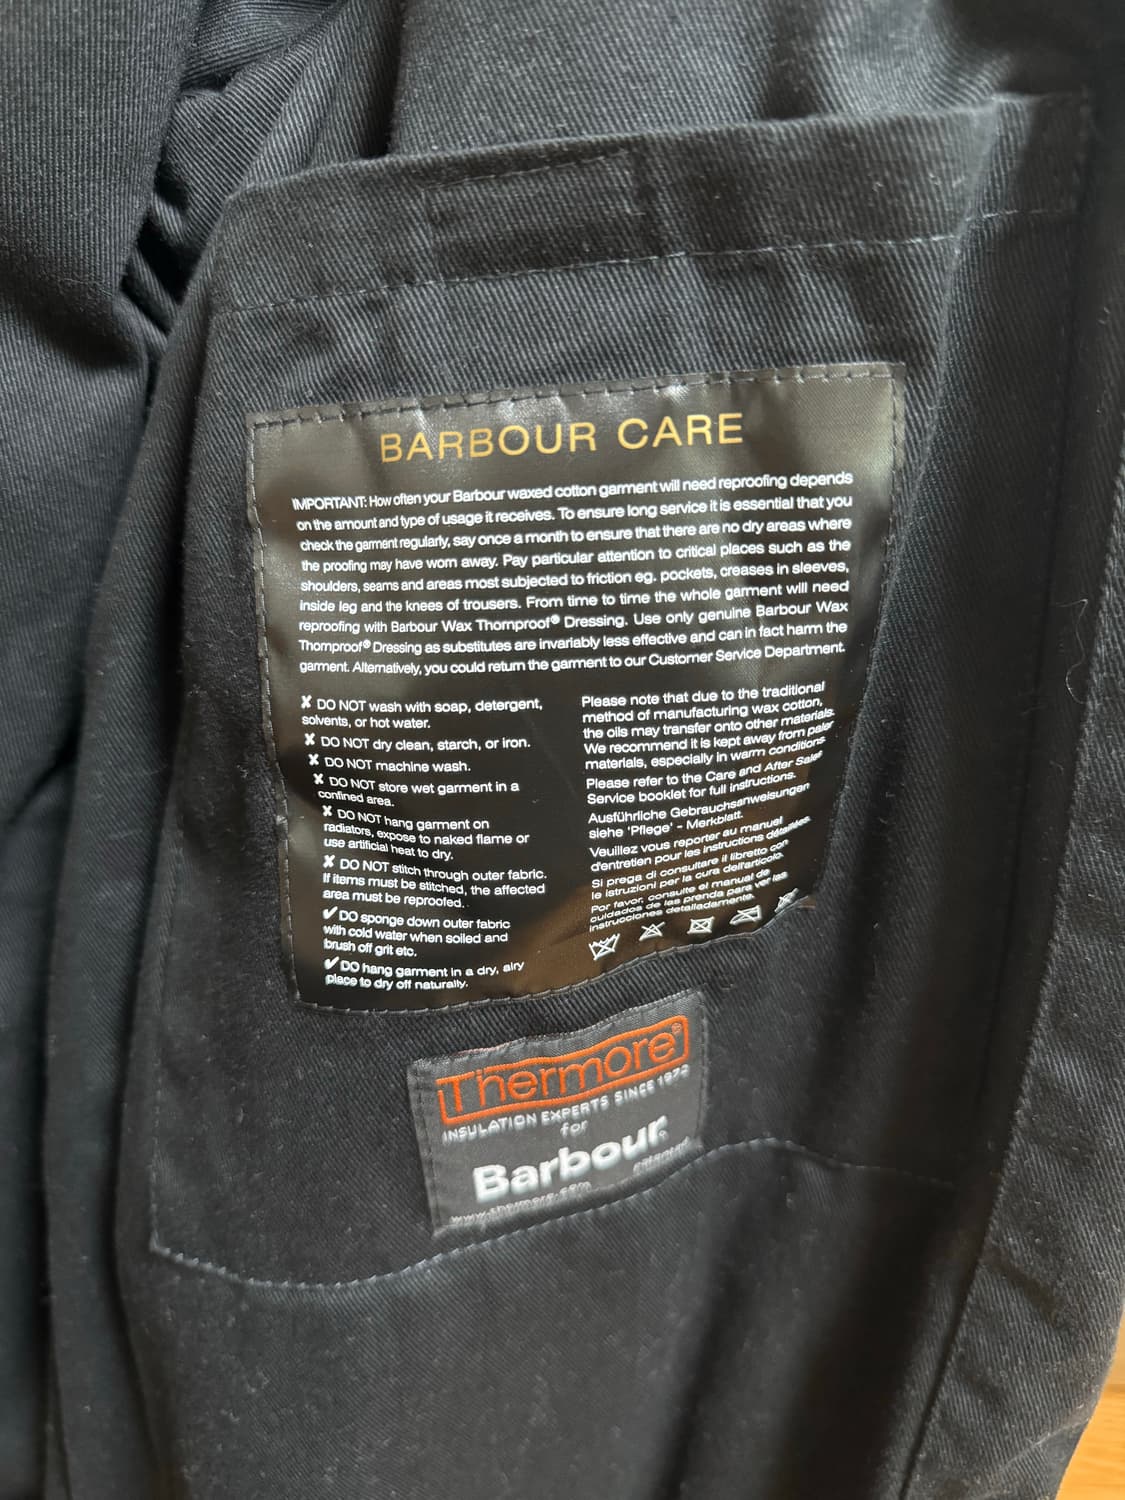 BARBOUR CARE
IMPORTANT: How often your Barbour waxed cotton garment will need reproofing depends
on the amount and type of usage it receives. To ensure long service it is essential that you
check the garment regularly, say once a month to ensure that there are no dry areas where
the proofing may have worn away. Pay particular attention to critical places such as the
shoulders, seams and areas most subjected to friction eg. pockets, creases in sleeves,
inside leg and the knees of trousers. From time to time the whole garment will need
reproofing with Barbour Wax Thornproof® Dressing. Use only genuine Barbour Wax
Thornproof® Dressing as substitutes are invariably less effective and can in fact harm the
garment. Alternatively, you could return the garment to our Customer Service Department.
✘ DO NOT wash with soap, detergent,
solvents, or hot water.
✘ DO NOT dry clean, starch, or iron.
✘ DO NOT machine wash.
✘ DO NOT store wet garment in a
confined area.
✘ DO NOT hang garment on
radiators, expose to naked flame or
use artificial heat to dry.
✘ DO NOT stitch through outer fabric.
If items must be stitched, the affected
area must be reproofed.
✔ DO sponge down outer fabric
with cold water when soiled and
brush off grit etc.
✔ DO hang garment in a dry, airy
place to dry off naturally.
Please note that due to the traditional
method of manufacturing wax cotton,
the oils may transfer onto other materials.
We recommend it is kept away from paler
materials, especially in warm conditions
Please refer to the Care and After Sales
Service booklet for full instructions.
Ausführliche Gebrauchsanweisungen
siehe 'Pflege' - Merkblatt.
Veuillez vous reporter au manuel
d'entretien pour les instructions détaillées.
Si prega di consultare il libretto con
le istruzioni per la cura dell'articolo.
Por favor, consulte el manual de
cuidados de las prenda para ver las
instrucciones detalladamente.
Thermore®
INSULATION EXPERTS SINCE 1972
for
Barbour.
patented
www.thermore.com